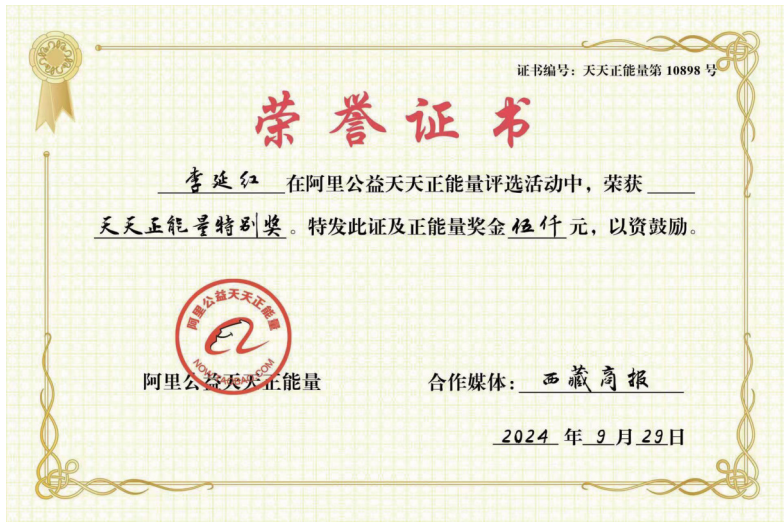 证书编号：天天正能量第 10898 号
荣誉证书
李延红 在阿里公益天天正能量评选活动中，荣获
天天正能量特别奖。特发此证及正能量奖金伍仟元，以资鼓励。
阿里公益天天正能量
阿里公益天天正能量
合作媒体：西藏商报
2024 年 9 月 29 日